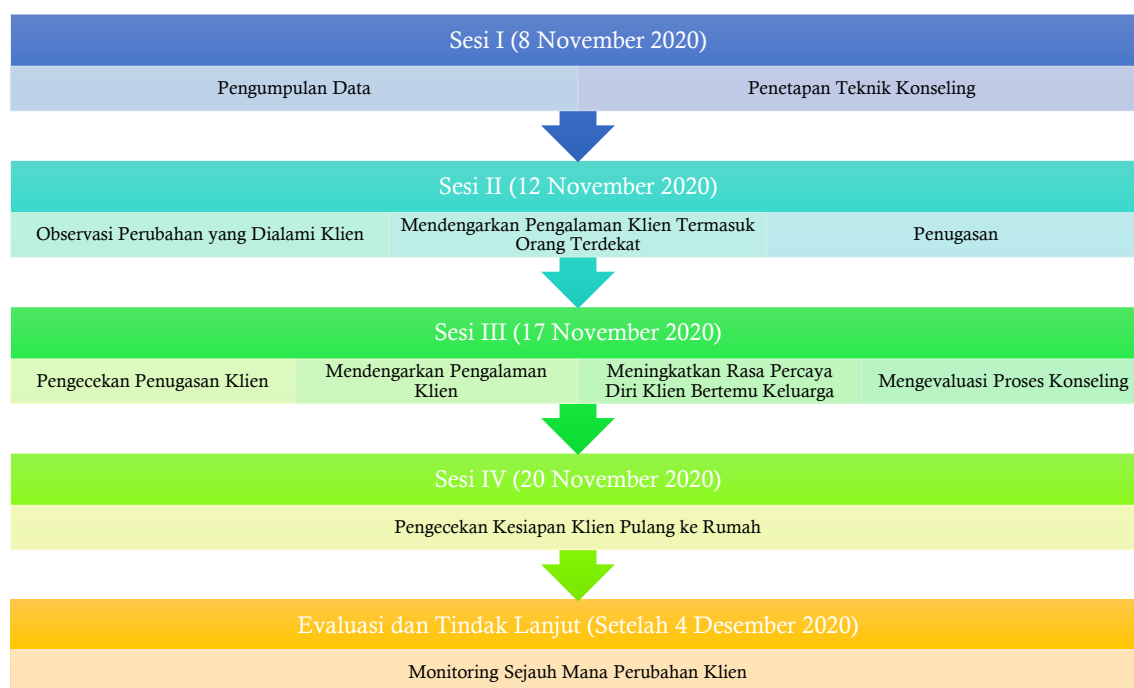 Sesi I (8 November 2020)
Pengumpulan Data
Penetapan Teknik Konseling
Sesi II (12 November 2020)
Observasi Perubahan yang Dialami Klien
Mendengarkan Pengalaman Klien Termasuk
Orang Terdekat
Penugasan
Sesi III (17 November 2020)
Pengecekan Penugasan Klien
Mendengarkan Pengalaman
Klien
Meningkatkan Rasa Percaya
Diri Klien Bertemu Keluarga
Mengevaluasi Proses Konseling
Sesi IV (20 November 2020)
Pengecekan Kesiapan Klien Pulang ke Rumah
Evaluasi dan Tindak Lanjut (Setelah 4 Desember 2020)
Monitoring Sejauh Mana Perubahan Klien